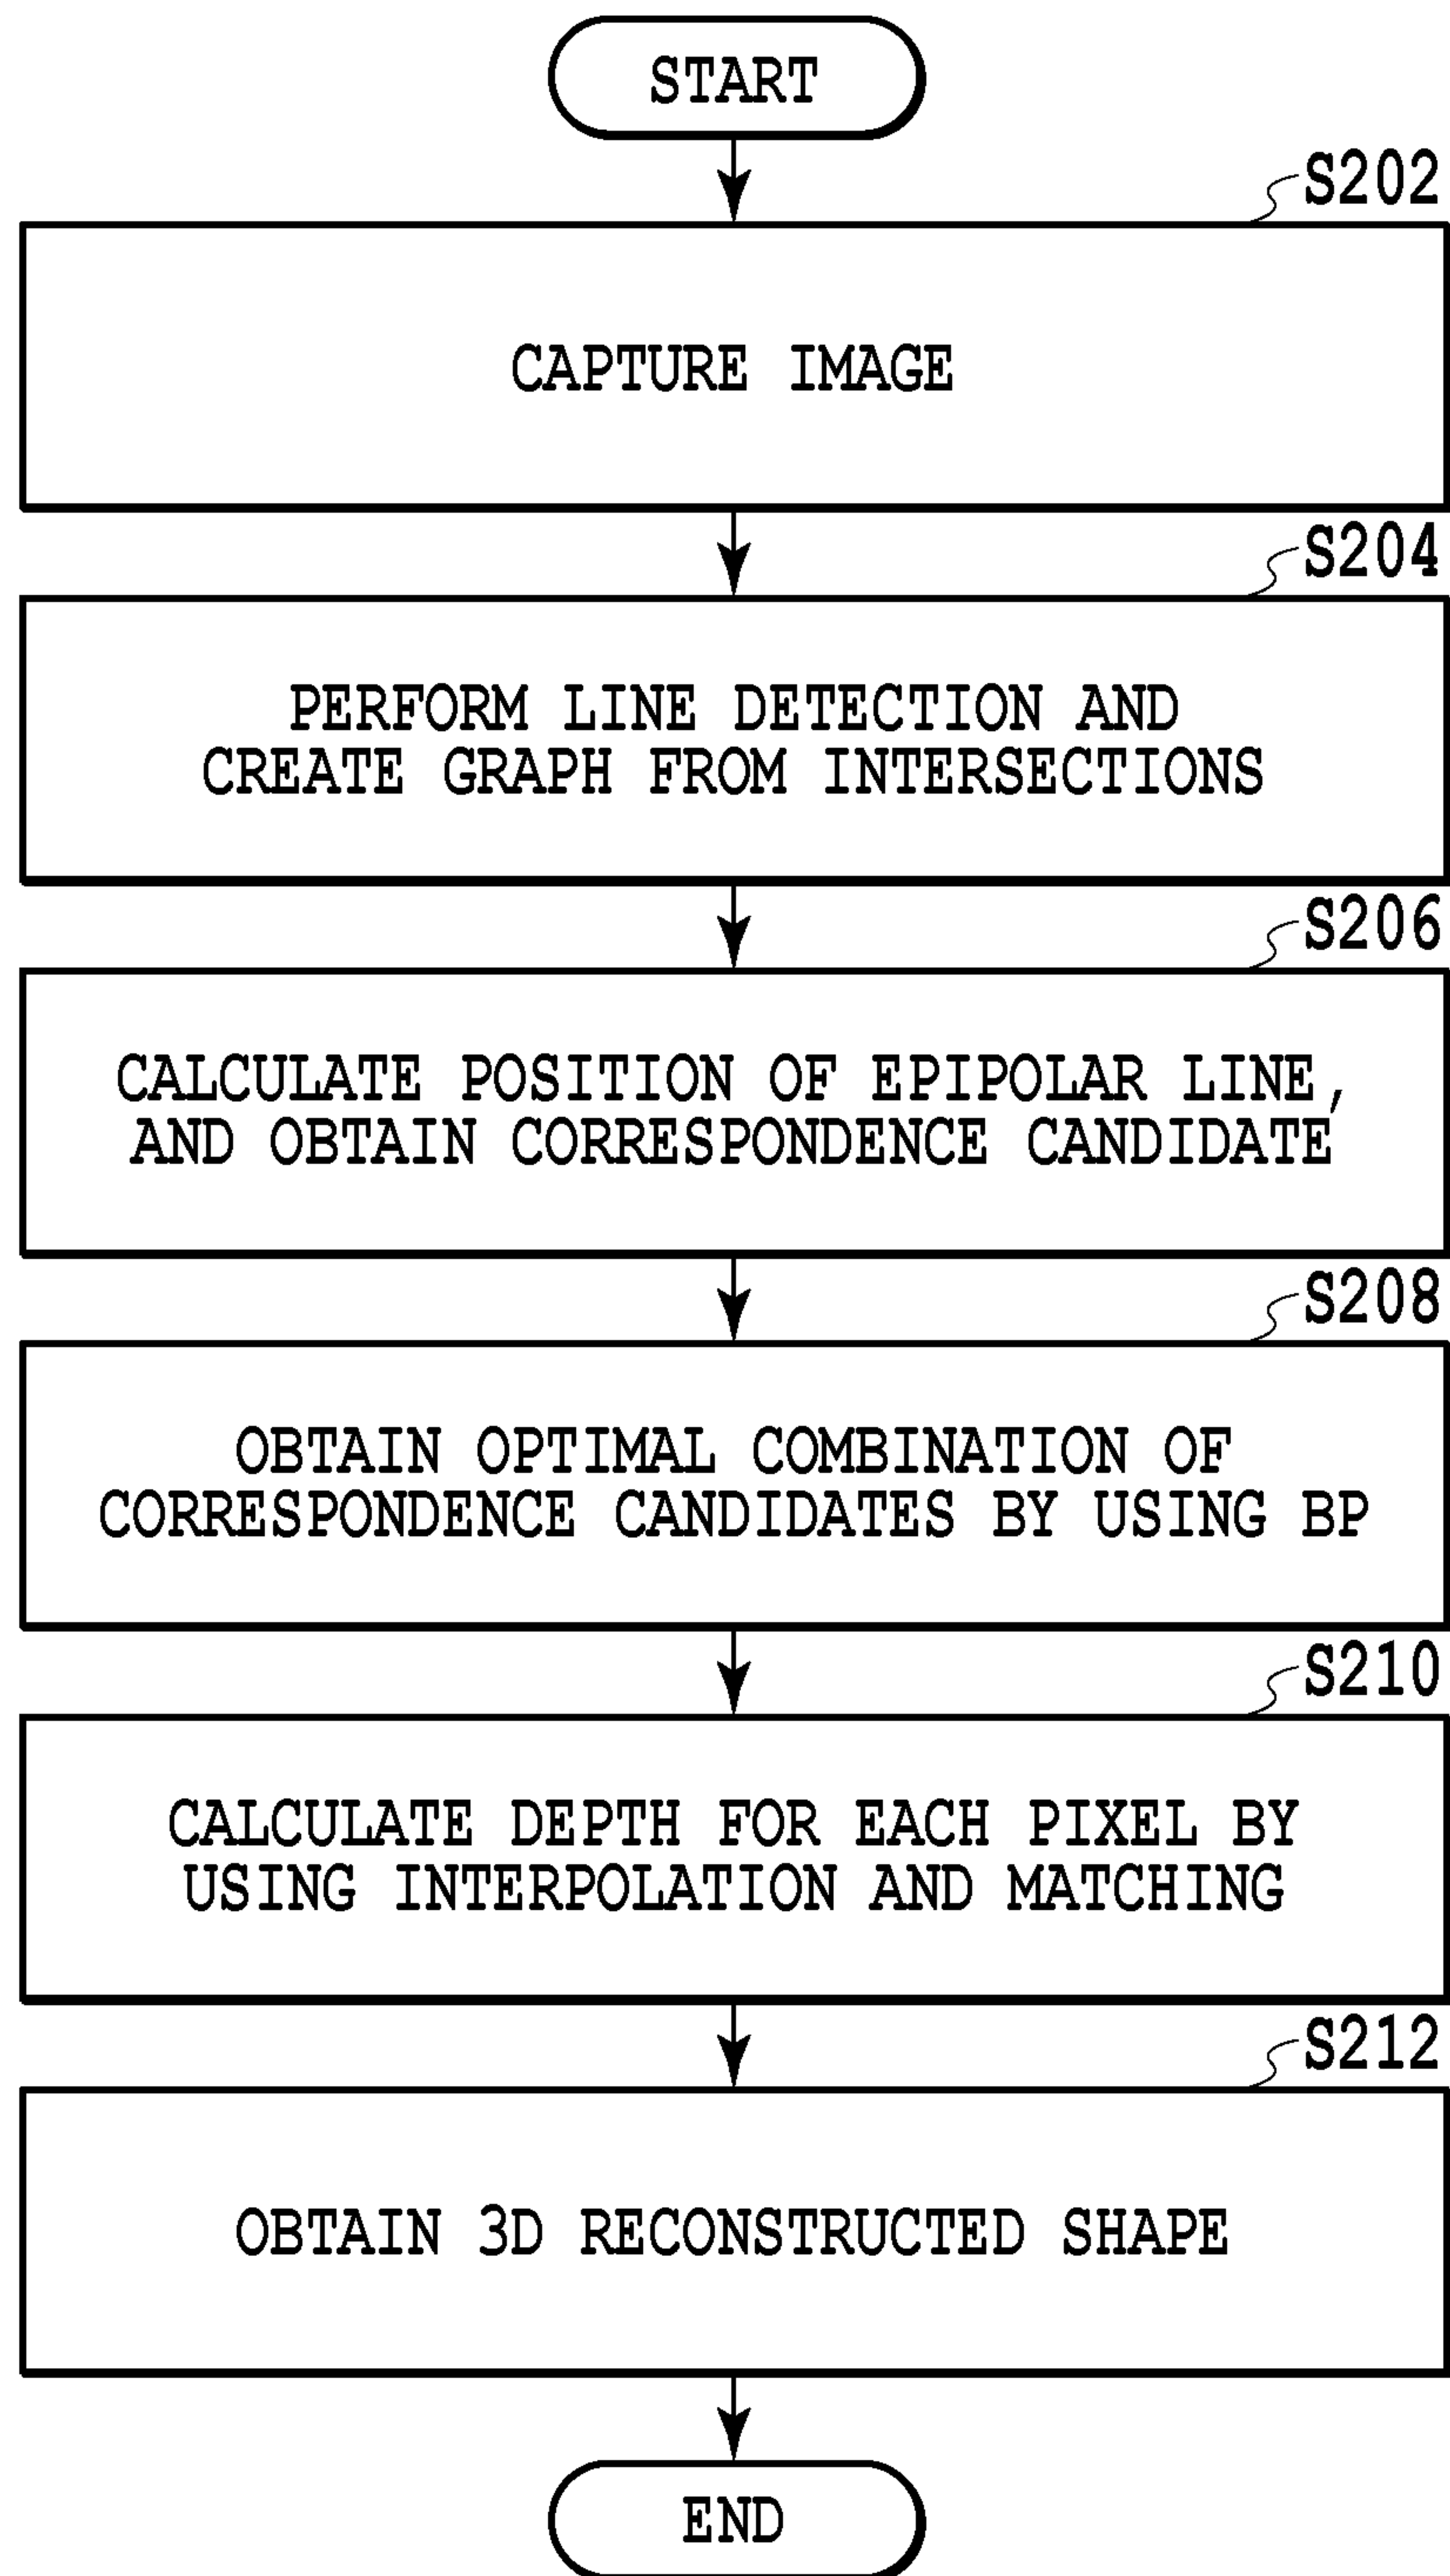 START
S202
CAPTURE IMAGE
S204
PERFORM LINE DETECTION AND
CREATE GRAPH FROM INTERSECTIONS
S206
CALCULATE POSITION OF EPIPOLAR LINE,
AND OBTAIN CORRESPONDENCE CANDIDATE
S208
OBTAIN OPTIMAL COMBINATION OF
CORRESPONDENCE CANDIDATES BY USING BP
S210
CALCULATE DEPTH FOR EACH PIXEL BY
USING INTERPOLATION AND MATCHING
S212
OBTAIN 3D RECONSTRUCTED SHAPE
END